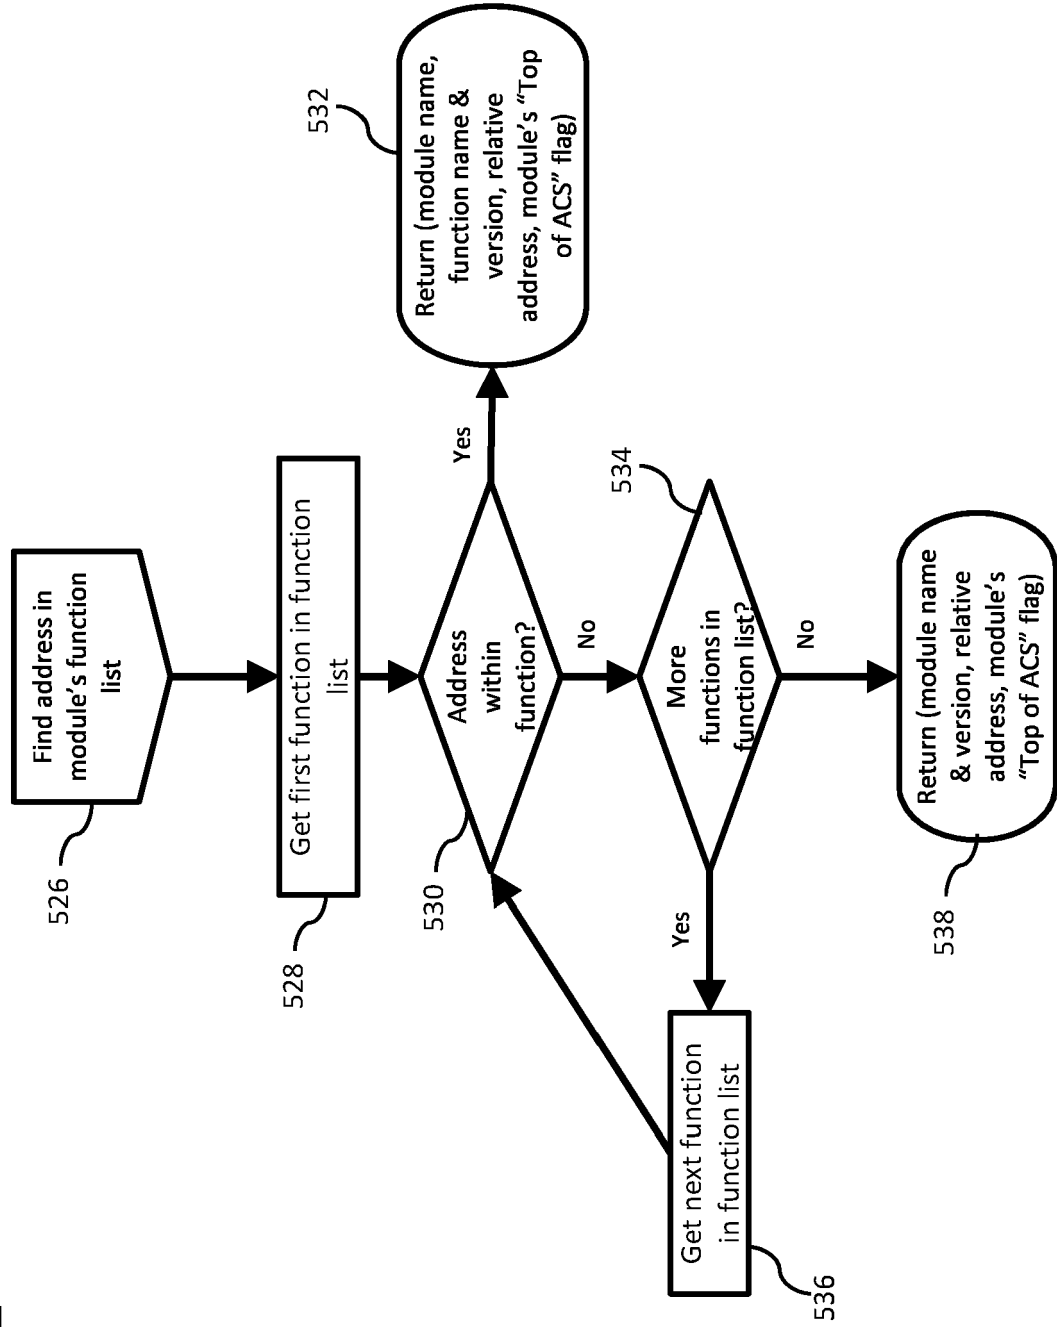 Find address in
module's function
list
526
Get first function in function
list
528
Address
within
function?
530
Yes
Return (module name,
function name &
version, relative
address, module's “Top
of ACS” flag)
532
No
More
functions in
function list?
534
Yes
Get next function
in function list
536
No
Return (module name
& version, relative
address, module's
“Top of ACS” flag)
538